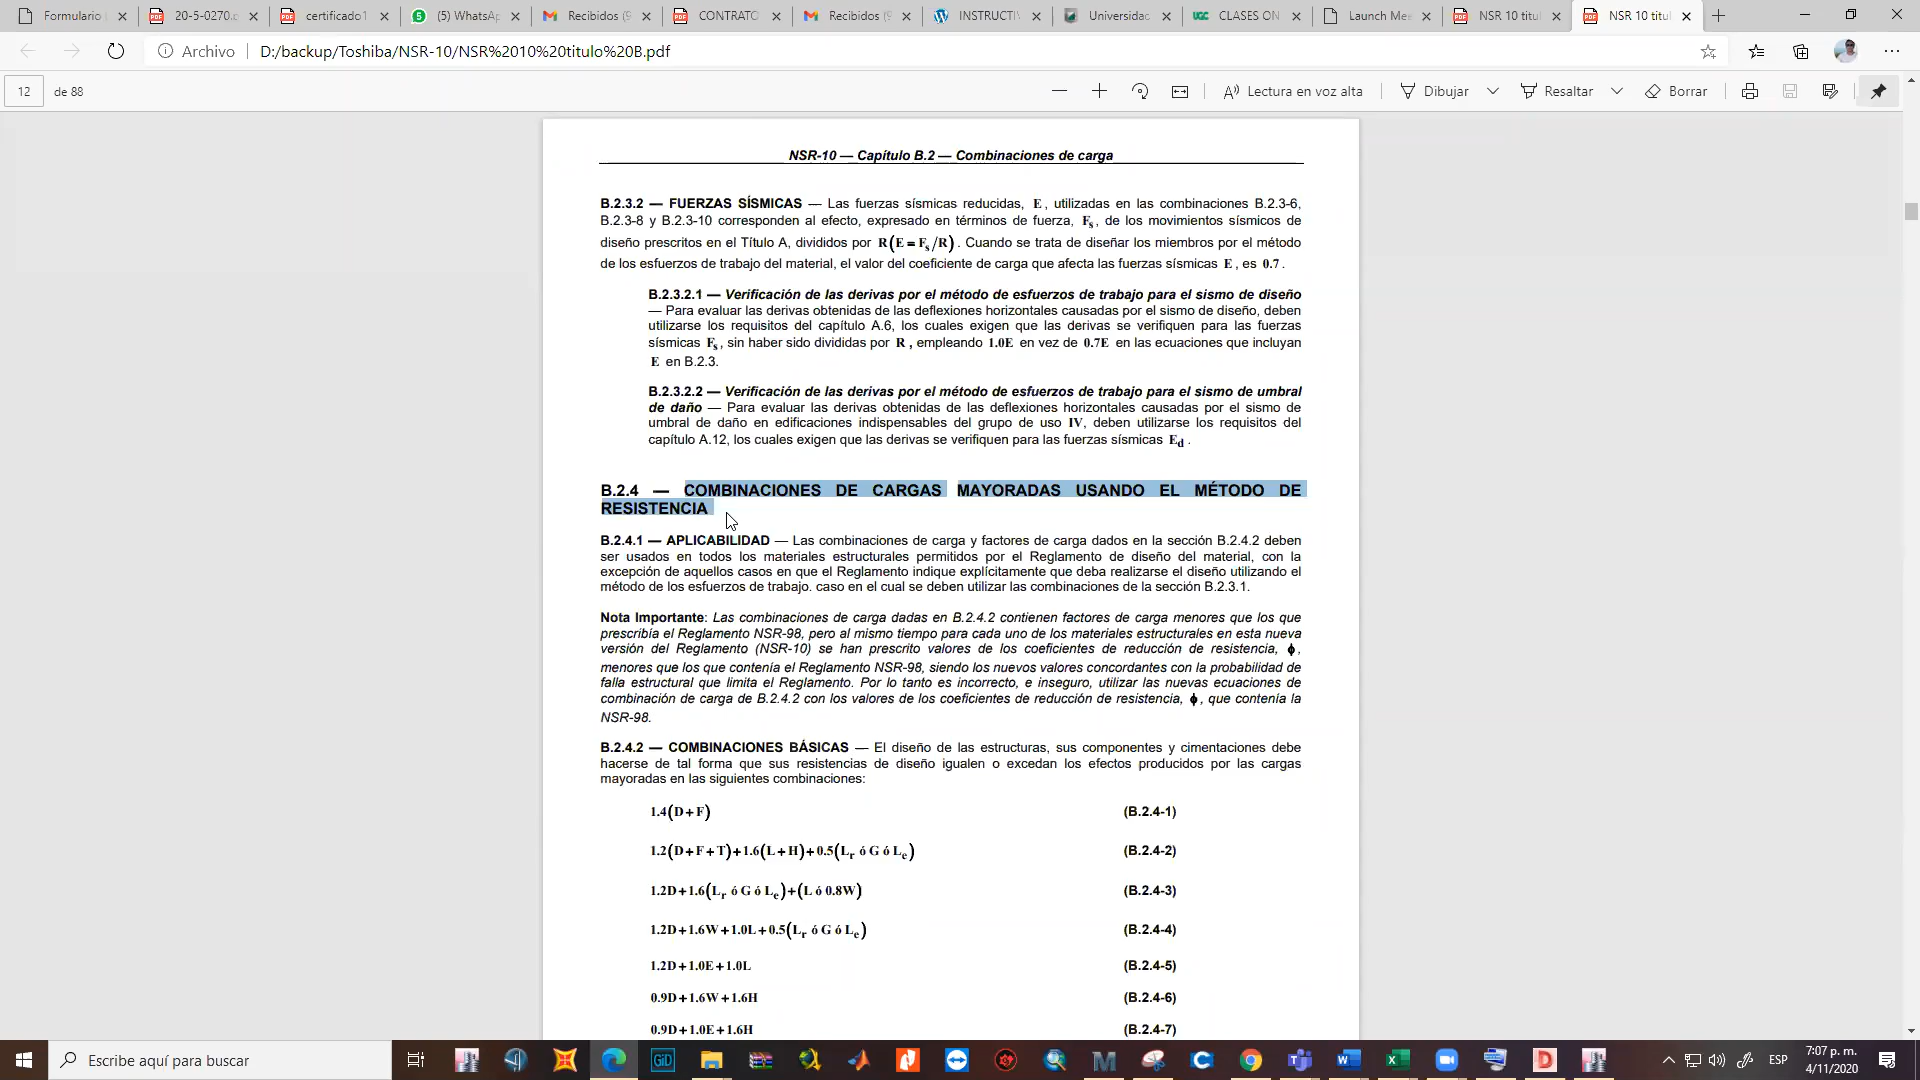 Formulario
20-5-0270.
certificado1
(5) WhatsAp
Recibidos (9
CONTRATO
Recibidos (9
INSTRUCTI
Universidad
CLASES ON
Launch Mee
NSR 10 titul
NSR 10 titul
Archivo
D:/backup/Toshiba/NSR-10/NSR%2010%20titulo%20B.pdf
12 de 88
Lectura en voz alta
Dibujar
Resaltar
Borrar
NSR-10 — Capítulo B.2 — Combinaciones de carga
B.2.3.2 — FUERZAS SÍSMICAS — Las fuerzas sísmicas reducidas, E, utilizadas en las combinaciones B.2.3-6,
B.2.3-8 y B.2.3-10 corresponden al efecto, expresado en términos de fuerza, Fs, de los movimientos sísmicos de
diseño prescritos en el Título A, divididos por R(E=Fs/R). Cuando se trata de diseñar los miembros por el método
de los esfuerzos de trabajo del material, el valor del coeficiente de carga que afecta las fuerzas sísmicas E, es 0.7.
B.2.3.2.1 — Verificación de las derivas por el método de esfuerzos de trabajo para el sismo de diseño
— Para evaluar las derivas obtenidas de las deflexiones horizontales causadas por el sismo de diseño, deben
utilizarse los requisitos del capítulo A.6, los cuales exigen que las derivas se verifiquen para las fuerzas
sísmicas Fs, sin haber sido divididas por R, empleando 1.0E en vez de 0.7E en las ecuaciones que incluyan
E en B.2.3.
B.2.3.2.2 — Verificación de las derivas por el método de esfuerzos de trabajo para el sismo de umbral
de daño — Para evaluar las derivas obtenidas de las deflexiones horizontales causadas por el sismo de
umbral de daño en edificaciones indispensables del grupo de uso IV, deben utilizarse los requisitos del
capítulo A.12, los cuales exigen que las derivas se verifiquen para las fuerzas sísmicas Ed.
B.2.4 — COMBINACIONES DE CARGAS MAYORADAS USANDO EL MÉTODO DE
RESISTENCIA
B.2.4.1 — APLICABILIDAD — Las combinaciones de carga y factores de carga dados en la sección B.2.4.2 deben
ser usados en todos los materiales estructurales permitidos por el Reglamento de diseño del material, con la
excepción de aquellos casos en que el Reglamento indique explícitamente que deba realizarse el diseño utilizando el
método de los esfuerzos de trabajo. caso en el cual se deben utilizar las combinaciones de la sección B.2.3.1.
Nota Importante: Las combinaciones de carga dadas en B.2.4.2 contienen factores de carga menores que los que
prescribía el Reglamento NSR-98, pero al mismo tiempo para cada uno de los materiales estructurales en esta nueva
versión del Reglamento (NSR-10) se han prescrito valores de los coeficientes de reducción de resistencia, ϕ,
menores que los que contenía el Reglamento NSR-98, siendo los nuevos valores concordantes con la probabilidad de
falla estructural que limita el Reglamento. Por lo tanto es incorrecto, e inseguro, utilizar las nuevas ecuaciones de
combinación de carga de B.2.4.2 con los valores de los coeficientes de reducción de resistencia, ϕ, que contenía la
NSR-98.
B.2.4.2 — COMBINACIONES BÁSICAS — El diseño de las estructuras, sus componentes y cimentaciones debe
hacerse de tal forma que sus resistencias de diseño igualen o excedan los efectos producidos por las cargas
mayoradas en las siguientes combinaciones:
1.4(D+F) (B.2.4-1)
1.2(D+F+T)+1.6(L+H)+0.5(Lr ó G ó Le) (B.2.4-2)
1.2D+1.6(Lr ó G ó Le)+(L ó 0.8W) (B.2.4-3)
1.2D+1.6W+1.0L+0.5(Lr ó G ó Le) (B.2.4-4)
1.2D+1.0E+1.0L (B.2.4-5)
0.9D+1.6W+1.6H (B.2.4-6)
0.9D+1.0E+1.6H (B.2.4-7)
Escribe aquí para buscar
GiD
ESP
7:07 p. m.
4/11/2020